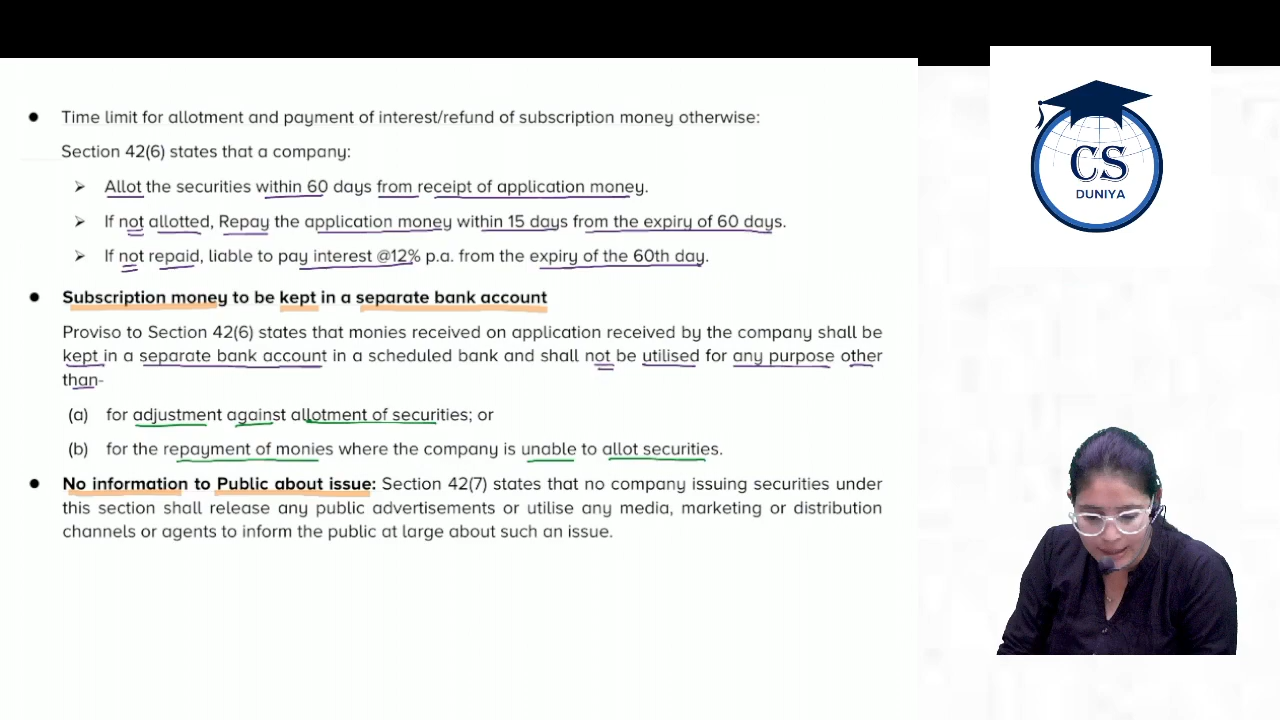 ● Time limit for allotment and payment of interest/refund of subscription money otherwise:
Section 42(6) states that a company:
➢ Allot the securities within 60 days from receipt of application money.
➢ If not allotted, Repay the application money within 15 days from the expiry of 60 days.
➢ If not repaid, liable to pay interest @12% p.a. from the expiry of the 60th day.
● Subscription money to be kept in a separate bank account
Proviso to Section 42(6) states that monies received on application received by the company shall be
kept in a separate bank account in a scheduled bank and shall not be utilised for any purpose other
than-
(a) for adjustment against allotment of securities; or
(b) for the repayment of monies where the company is unable to allot securities.
● No information to Public about issue: Section 42(7) states that no company issuing securities under
this section shall release any public advertisements or utilise any media, marketing or distribution
channels or agents to inform the public at large about such an issue.
CS
DUNIYA